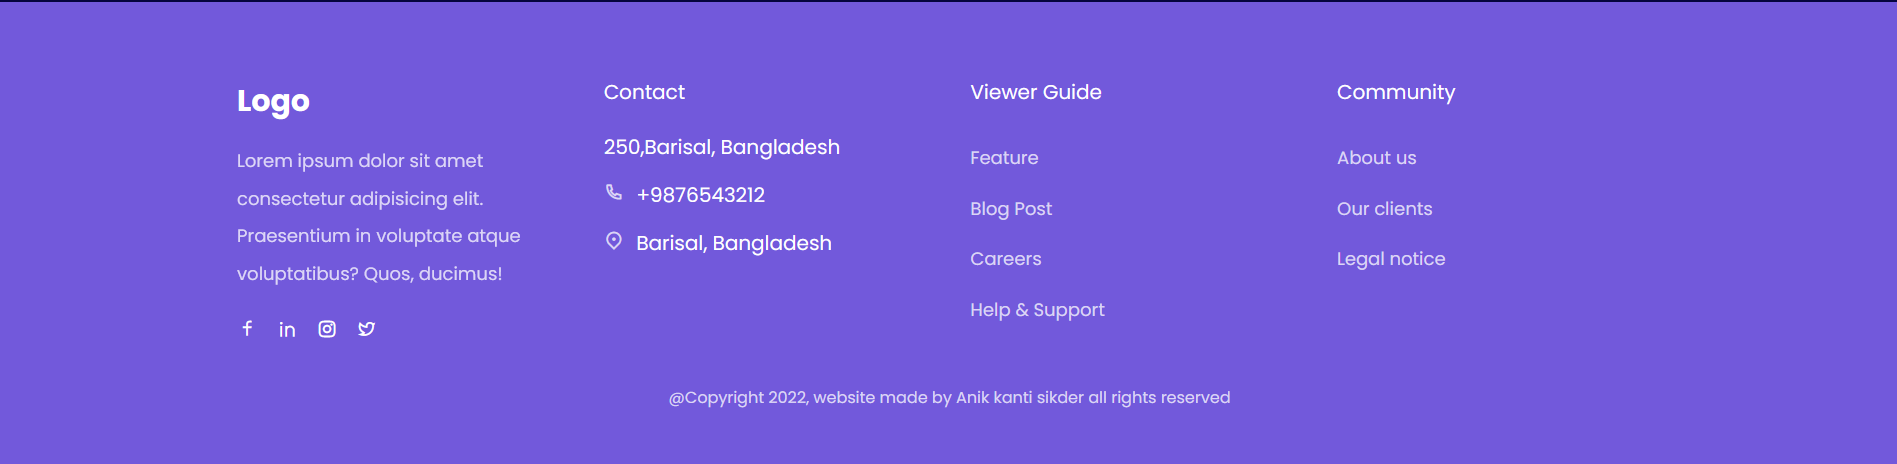 Logo
Lorem ipsum dolor sit amet
consectetur adipisicing elit.
Praesentium in voluptate atque
voluptatibus? Quos, ducimus!
in
Contact
250,Barisal, Bangladesh
+9876543212
Barisal, Bangladesh
Viewer Guide
Feature
Blog Post
Careers
Help & Support
Community
About us
Our clients
Legal notice
@Copyright 2022, website made by Anik kanti sikder all rights reserved